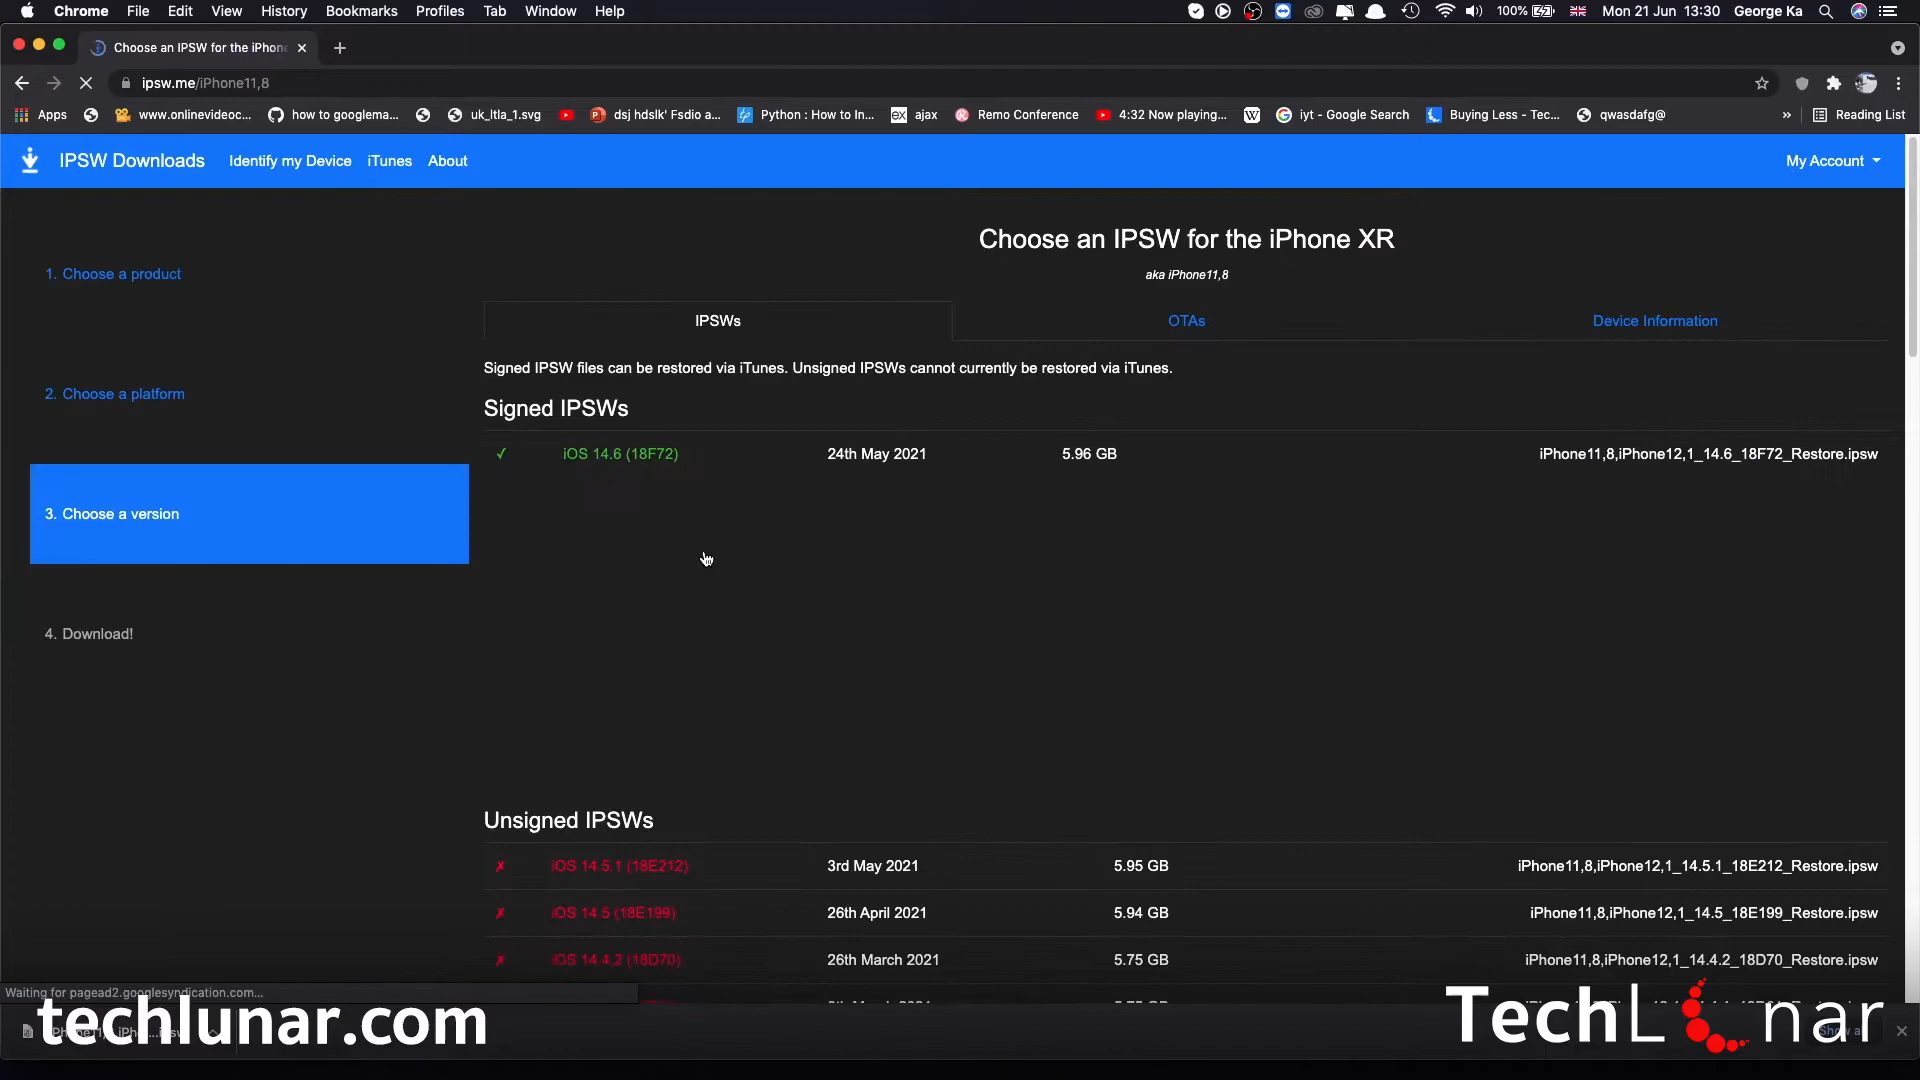 Chrome File Edit View History Bookmarks Profiles Tab Window Help 100% Mon 21 Jun 13:30 George Ka
Choose an IPSW for the iPhone
ipsw.me/iPhone11,8
Apps www.onlinevideoc... how to googlema... uk_ltla_1.svg dsj hdslk' Fsdio a... Python : How to In... ex ajax Remo Conference 4:32 Now playing... W iyt - Google Search Buying Less - Tec... qwasdafg@ » Reading List
IPSW Downloads Identify my Device iTunes About My Account
Choose an IPSW for the iPhone XR
aka iPhone11,8
1. Choose a product
2. Choose a platform
3. Choose a version
4. Download!
IPSWs OTAs Device Information
Signed IPSW files can be restored via iTunes. Unsigned IPSWs cannot currently be restored via iTunes.
Signed IPSWs
✓ iOS 14.6 (18F72) 24th May 2021 5.96 GB iPhone11,8,iPhone12,1_14.6_18F72_Restore.ipsw
Unsigned IPSWs
✗ iOS 14.5.1 (18E212) 3rd May 2021 5.95 GB iPhone11,8,iPhone12,1_14.5.1_18E212_Restore.ipsw
✗ iOS 14.5 (18E199) 26th April 2021 5.94 GB iPhone11,8,iPhone12,1_14.5_18E199_Restore.ipsw
✗ iOS 14.4.2 (18D70) 26th March 2021 5.75 GB iPhone11,8,iPhone12,1_14.4.2_18D70_Restore.ipsw
Waiting for pagead2.googlesyndication.com...
techlunar.com
TechLunar